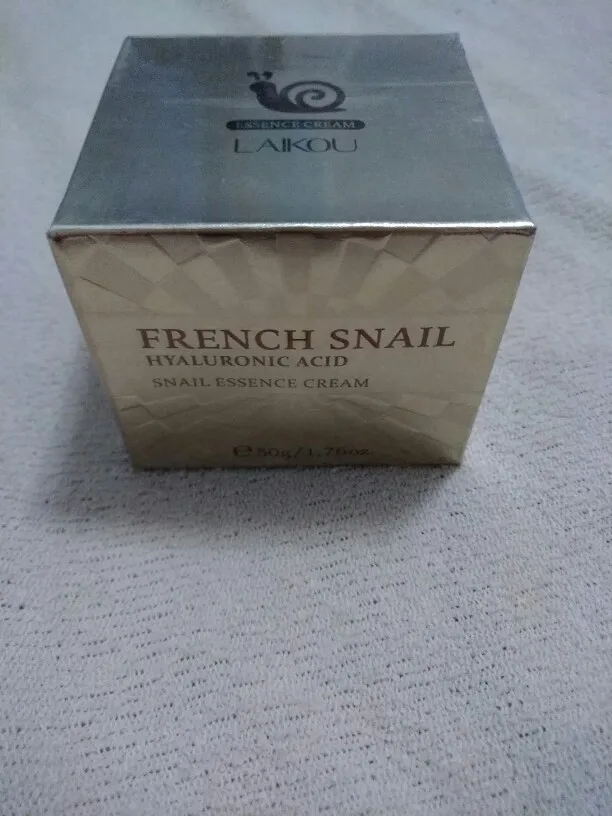 ESSENCE CREAM
LAIKOU
FRENCH SNAIL
HYALURONIC ACID
SNAIL ESSENCE CREAM
℮ 50g/1.76oz.